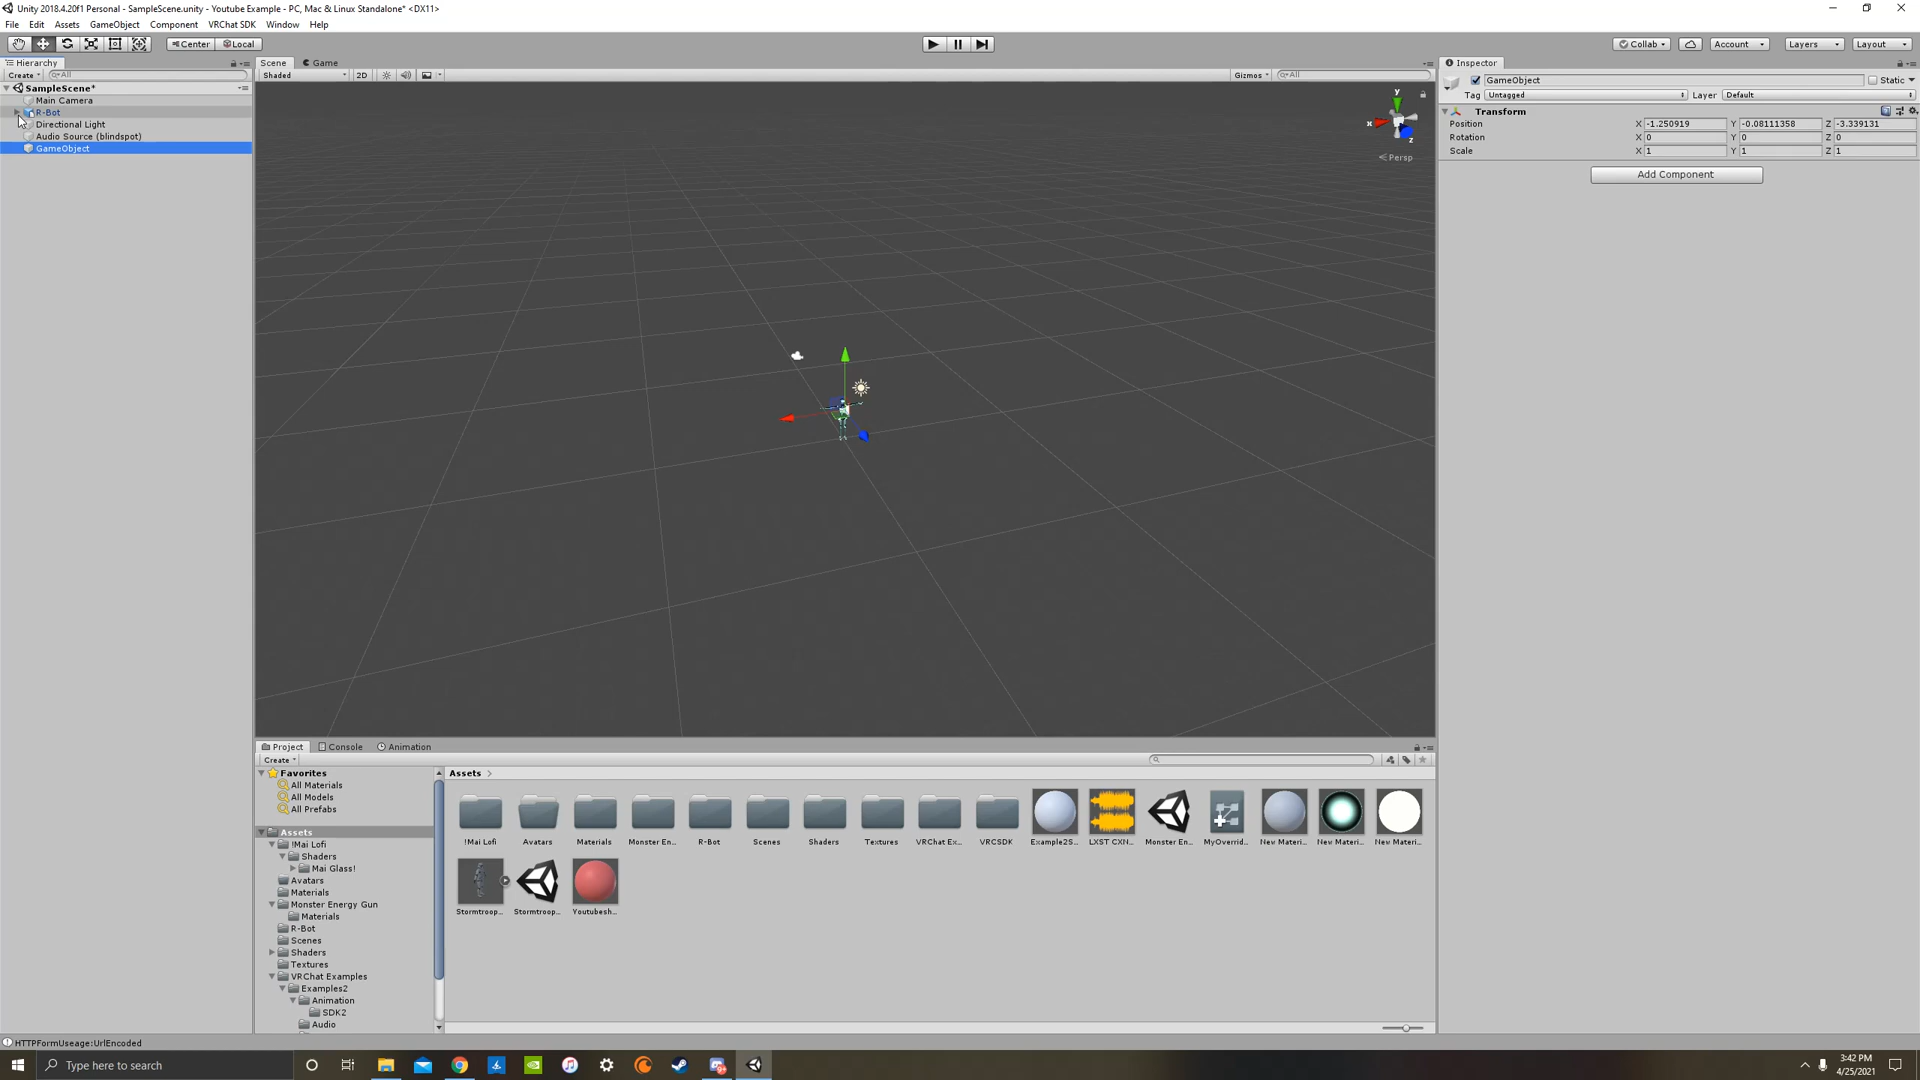 Unity 2018.4.20f1 Personal - SampleScene.unity - Youtube Example - PC, Mac & Linux Standalone* <DX11>
File Edit Assets GameObject Component VRChat SDK Window Help
Center Local
Collab Account Layers Layout
Hierarchy
Create All
SampleScene*
Main Camera
R-Bot
Directional Light
Audio Source (blindspot)
GameObject
Scene Game
Shaded 2D Gizmos All
y
x
z
Persp
Inspector
GameObject Static
Tag Untagged Layer Default
Transform
Position X -1.250919 Y -0.08111358 Z -3.339131
Rotation X 0 Y 0 Z 0
Scale X 1 Y 1 Z 1
Add Component
Project Console Animation
Create
Favorites
All Materials
All Models
All Prefabs
Assets
!Mai Lofi
Shaders
Mai Glass!
Avatars
Materials
Monster Energy Gun
Materials
R-Bot
Scenes
Shaders
Textures
VRChat Examples
Examples2
Animation
SDK2
Audio
Assets
!Mai Lofi Avatars Materials Monster En... R-Bot Scenes Shaders Textures VRChat Ex... VRCSDK Example2S... LXST CXN... Monster En... MyOverrid... New Materi... New Materi... New Materi...
Stormtroop... Stormtroop... Youtubesh...
HTTPFormUseage:UrlEncoded
Type here to search
3:42 PM
4/25/2021